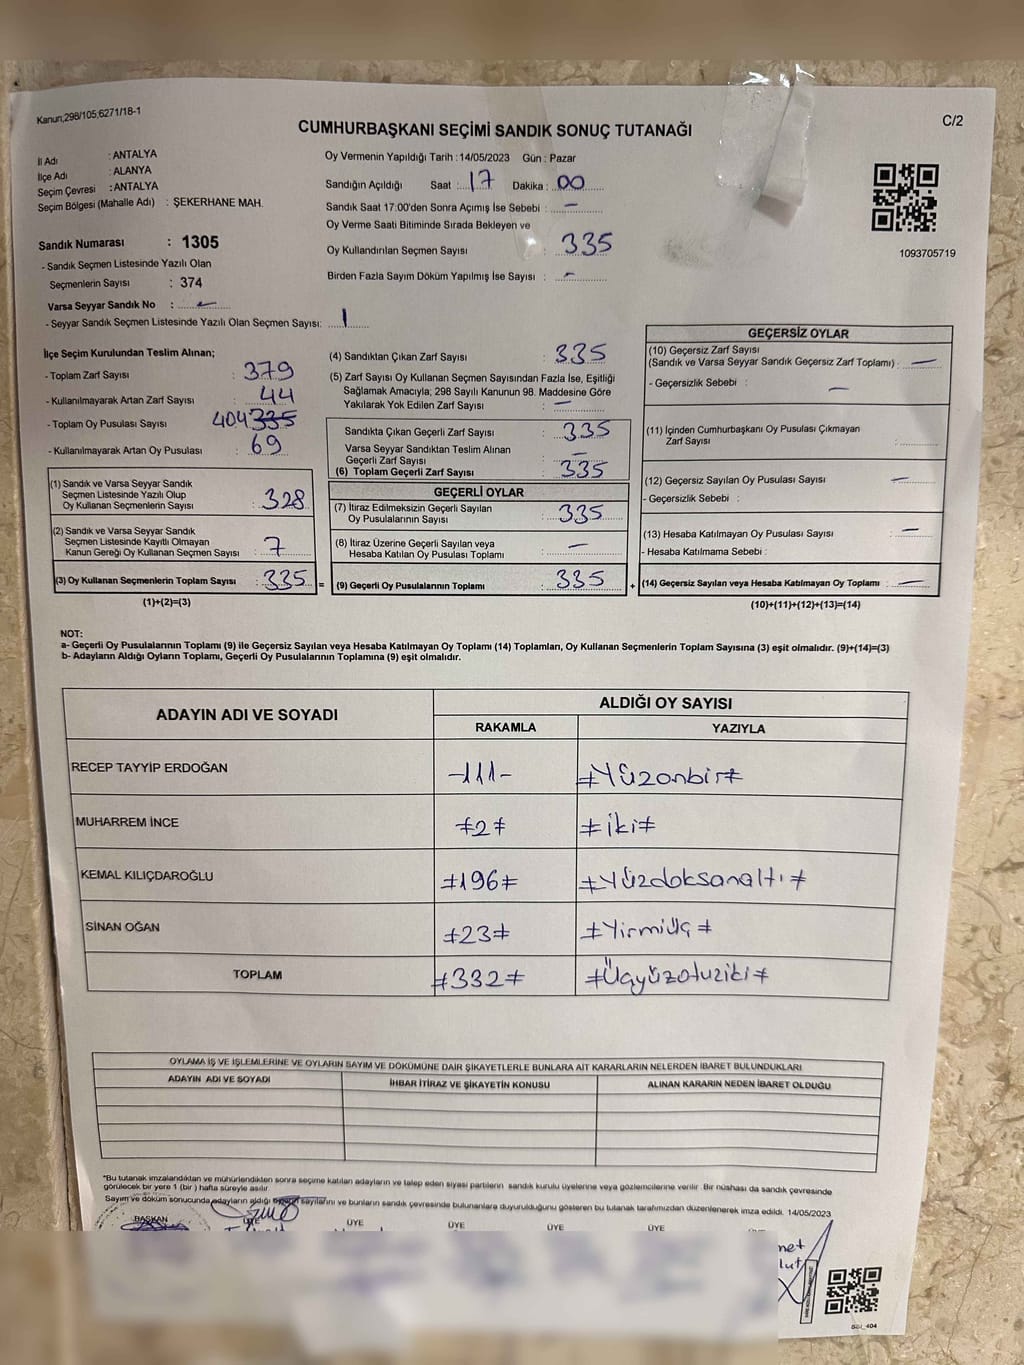 Kanun,298/105;6271/18-1
C/2
CUMHURBAŞKANI SEÇİMİ SANDIK SONUÇ TUTANAĞI
İl Adı : ANTALYA
İlçe Adı : ALANYA
Seçim Çevresi : ANTALYA
Seçim Bölgesi (Mahalle Adı) : ŞEKERHANE MAH.
Oy Vermenin Yapıldığı Tarih : 14/05/2023 Gün : Pazar
Sandığın Açıldığı Saat : 17 Dakika : 00
Sandık Saat 17:00'den Sonra Açımış İse Sebebi : -
Oy Verme Saati Bitiminde Sırada Bekleyen ve
Oy Kullandırılan Seçmen Sayısı : 335
Birden Fazla Sayım Döküm Yapılmış İse Sayısı : -
1093705719
Sandık Numarası : 1305
- Sandık Seçmen Listesinde Yazılı Olan
Seçmenlerin Sayısı : 374
Varsa Seyyar Sandık No : -
- Seyyar Sandık Seçmen Listesinde Yazılı Olan Seçmen Sayısı: 1
İlçe Seçim Kurulundan Teslim Alınan;
- Toplam Zarf Sayısı : 379
- Kullanılmayarak Artan Zarf Sayısı : 44
- Toplam Oy Pusulası Sayısı : 404 335
- Kullanılmayarak Artan Oy Pusulası : 69
(1) Sandık ve Varsa Seyyar Sandık
Seçmen Listesinde Yazılı Olup
Oy Kullanan Seçmenlerin Sayısı : 328
(2) Sandık ve Varsa Seyyar Sandık
Seçmen Listesinde Kayıtlı Olmayan
Kanun Gereği Oy Kullanan Seçmen Sayısı : 7
(3) Oy Kullanan Seçmenlerin Toplam Sayısı : 335 =
(1)+(2)=(3)
(4) Sandıktan Çıkan Zarf Sayısı : 335
(5) Zarf Sayısı Oy Kullanan Seçmen Sayısından Fazla İse, Eşitliği
Sağlamak Amacıyla; 298 Sayılı Kanunun 98. Maddesine Göre
Yakılarak Yok Edilen Zarf Sayısı : -
Sandıkta Çıkan Geçerli Zarf Sayısı : 335
Varsa Seyyar Sandıktan Teslim Alınan
Geçerli Zarf Sayısı : -
(6) Toplam Geçerli Zarf Sayısı : 335
GEÇERLİ OYLAR
(7) İtiraz Edilmeksizin Geçerli Sayılan
Oy Pusulalarının Sayısı : 335
(8) İtiraz Üzerine Geçerli Sayılan veya
Hesaba Katılan Oy Pusulası Toplamı : -
(9) Geçerli Oy Pusulalarının Toplamı : 335 +
GEÇERSİZ OYLAR
(10) Geçersiz Zarf Sayısı
(Sandık ve Varsa Seyyar Sandık Geçersiz Zarf Toplamı) : -
- Geçersizlik Sebebi : -
(11) İçinden Cumhurbaşkanı Oy Pusulası Çıkmayan
Zarf Sayısı :
(12) Geçersiz Sayılan Oy Pusulası Sayısı : -
- Geçersizlik Sebebi :
(13) Hesaba Katılmayan Oy Pusulası Sayısı : -
- Hesaba Katılmama Sebebi :
(14) Geçersiz Sayılan veya Hesaba Katılmayan Oy Toplamı : -
(10)+(11)+(12)+(13)=(14)
NOT:
a- Geçerli Oy Pusulalarının Toplamı (9) ile Geçersiz Sayılan veya Hesaba Katılmayan Oy Toplamı (14) Toplamları, Oy Kullanan Seçmenlerin Toplam Sayısına (3) eşit olmalıdır. (9)+(14)=(3)
b- Adayların Aldığı Oyların Toplamı, Geçerli Oy Pusulalarının Toplamına (9) eşit olmalıdır.
ADAYIN ADI VE SOYADI
ALDIĞI OY SAYISI
RAKAMLA YAZIYLA
RECEP TAYYİP ERDOĞAN -111- ≠Yüzonbir≠
MUHARREM İNCE ≠2≠ ≠iki≠
KEMAL KILIÇDAROĞLU ≠196≠ ≠Yüzdoksanaltı≠
SİNAN OĞAN ≠23≠ ≠Yirmiüç≠
TOPLAM ≠332≠ ≠Üçyüzotuziki≠
OYLAMA İŞ VE İŞLEMLERİNE VE OYLARIN SAYIM VE DÖKÜMÜNE DAİR ŞİKAYETLERLE BUNLARA AİT KARARLARIN NELERDEN İBARET BULUNDUKLARI
ADAYIN ADI VE SOYADI İHBAR İTİRAZ VE ŞİKAYETİN KONUSU ALINAN KARARIN NEDEN İBARET OLDUĞU
*Bu tutanak imzalandıktan ve mühürlendikten sonra seçime katılan adayların ve talep eden siyasi partilerin sandık kurulu üyelerine veya gözlemcilerine verilir. Bir nüshası da sandık çevresinde
görülecek bir yere 1 (bir) hafta süreyle asılır.
Sayım ve döküm sonucunda adayların aldığı oyların sayılarını ve bunların sandık çevresinde bulunanlara duyurulduğunu gösteren bu tutanak tarafımızdan düzenlenerek imza edildi. 14/05/2023
BAŞKAN ÜYE ÜYE ÜYE ÜYE ÜYE